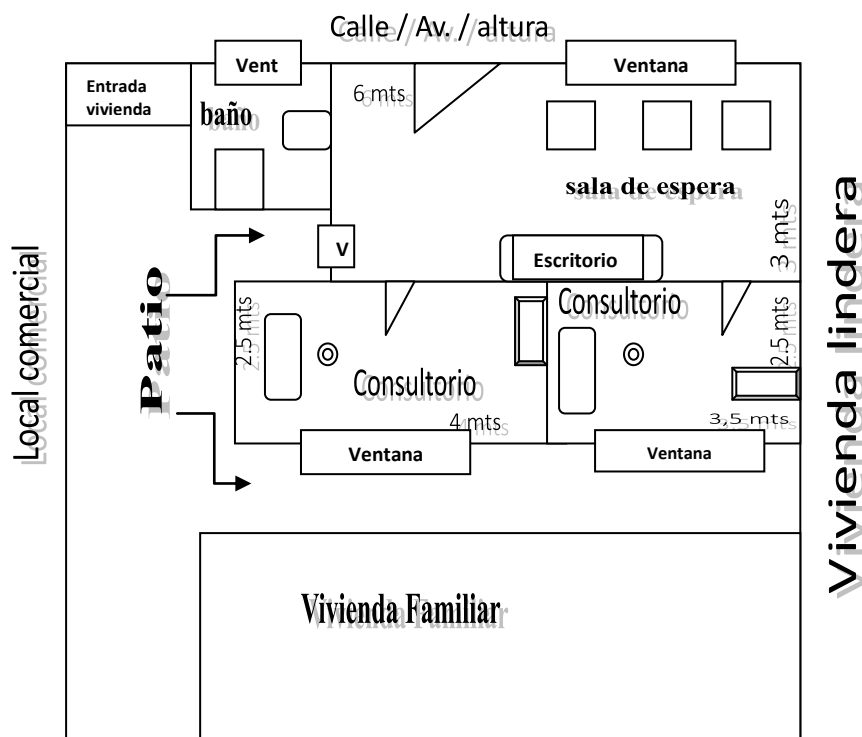 Calle / Av. / altura
Vent
Ventana
Entrada
vivienda
baño
6 mts
sala de espera
3 mts
V
Escritorio
Local comercial
Patio
Vivienda lindera
Consultorio
2.5 mts
2.5 mts
Consultorio
4 mts
3,5 mts
Ventana
Ventana
Vivienda Familiar